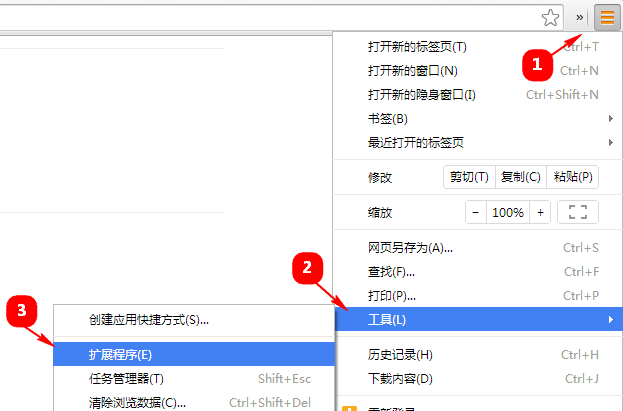 »
1
打开新的标签页(T) Ctrl+T
打开新的窗口(N) Ctrl+N
打开新的隐身窗口(I) Ctrl+Shift+N
书签(B)
最近打开的标签页
修改 剪切(T) 复制(C) 粘贴(P)
缩放 − 100% +
网页另存为(A)... Ctrl+S
2
查找(F)... Ctrl+F
打印(P)... Ctrl+P
工具(L)
3
创建应用快捷方式(S)...
扩展程序(E)
历史记录(H) Ctrl+H
任务管理器(T) Shift+Esc
下载内容(D) Ctrl+J
清除浏览数据(C)... Ctrl+Shift+Del